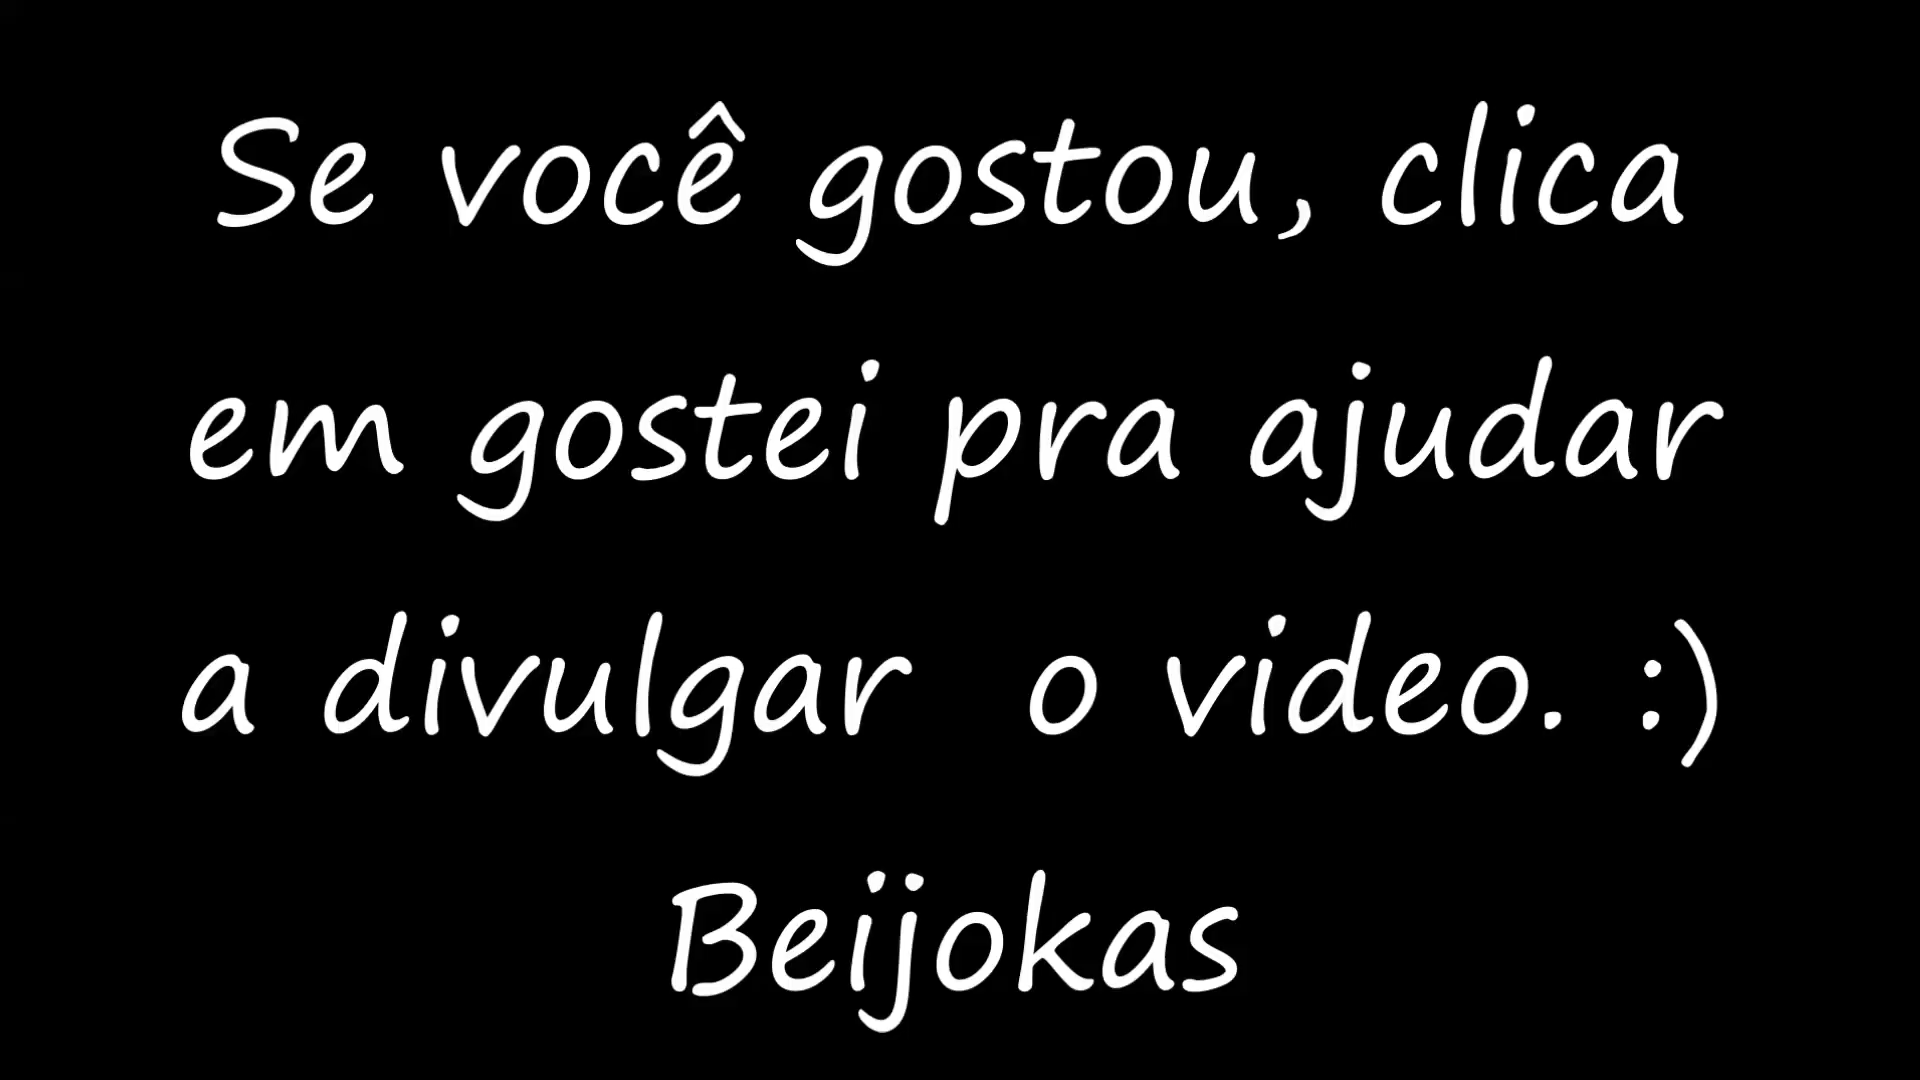 Se você gostou, clica
em gostei pra ajudar
a divulgar  o video. :)
Beijokas